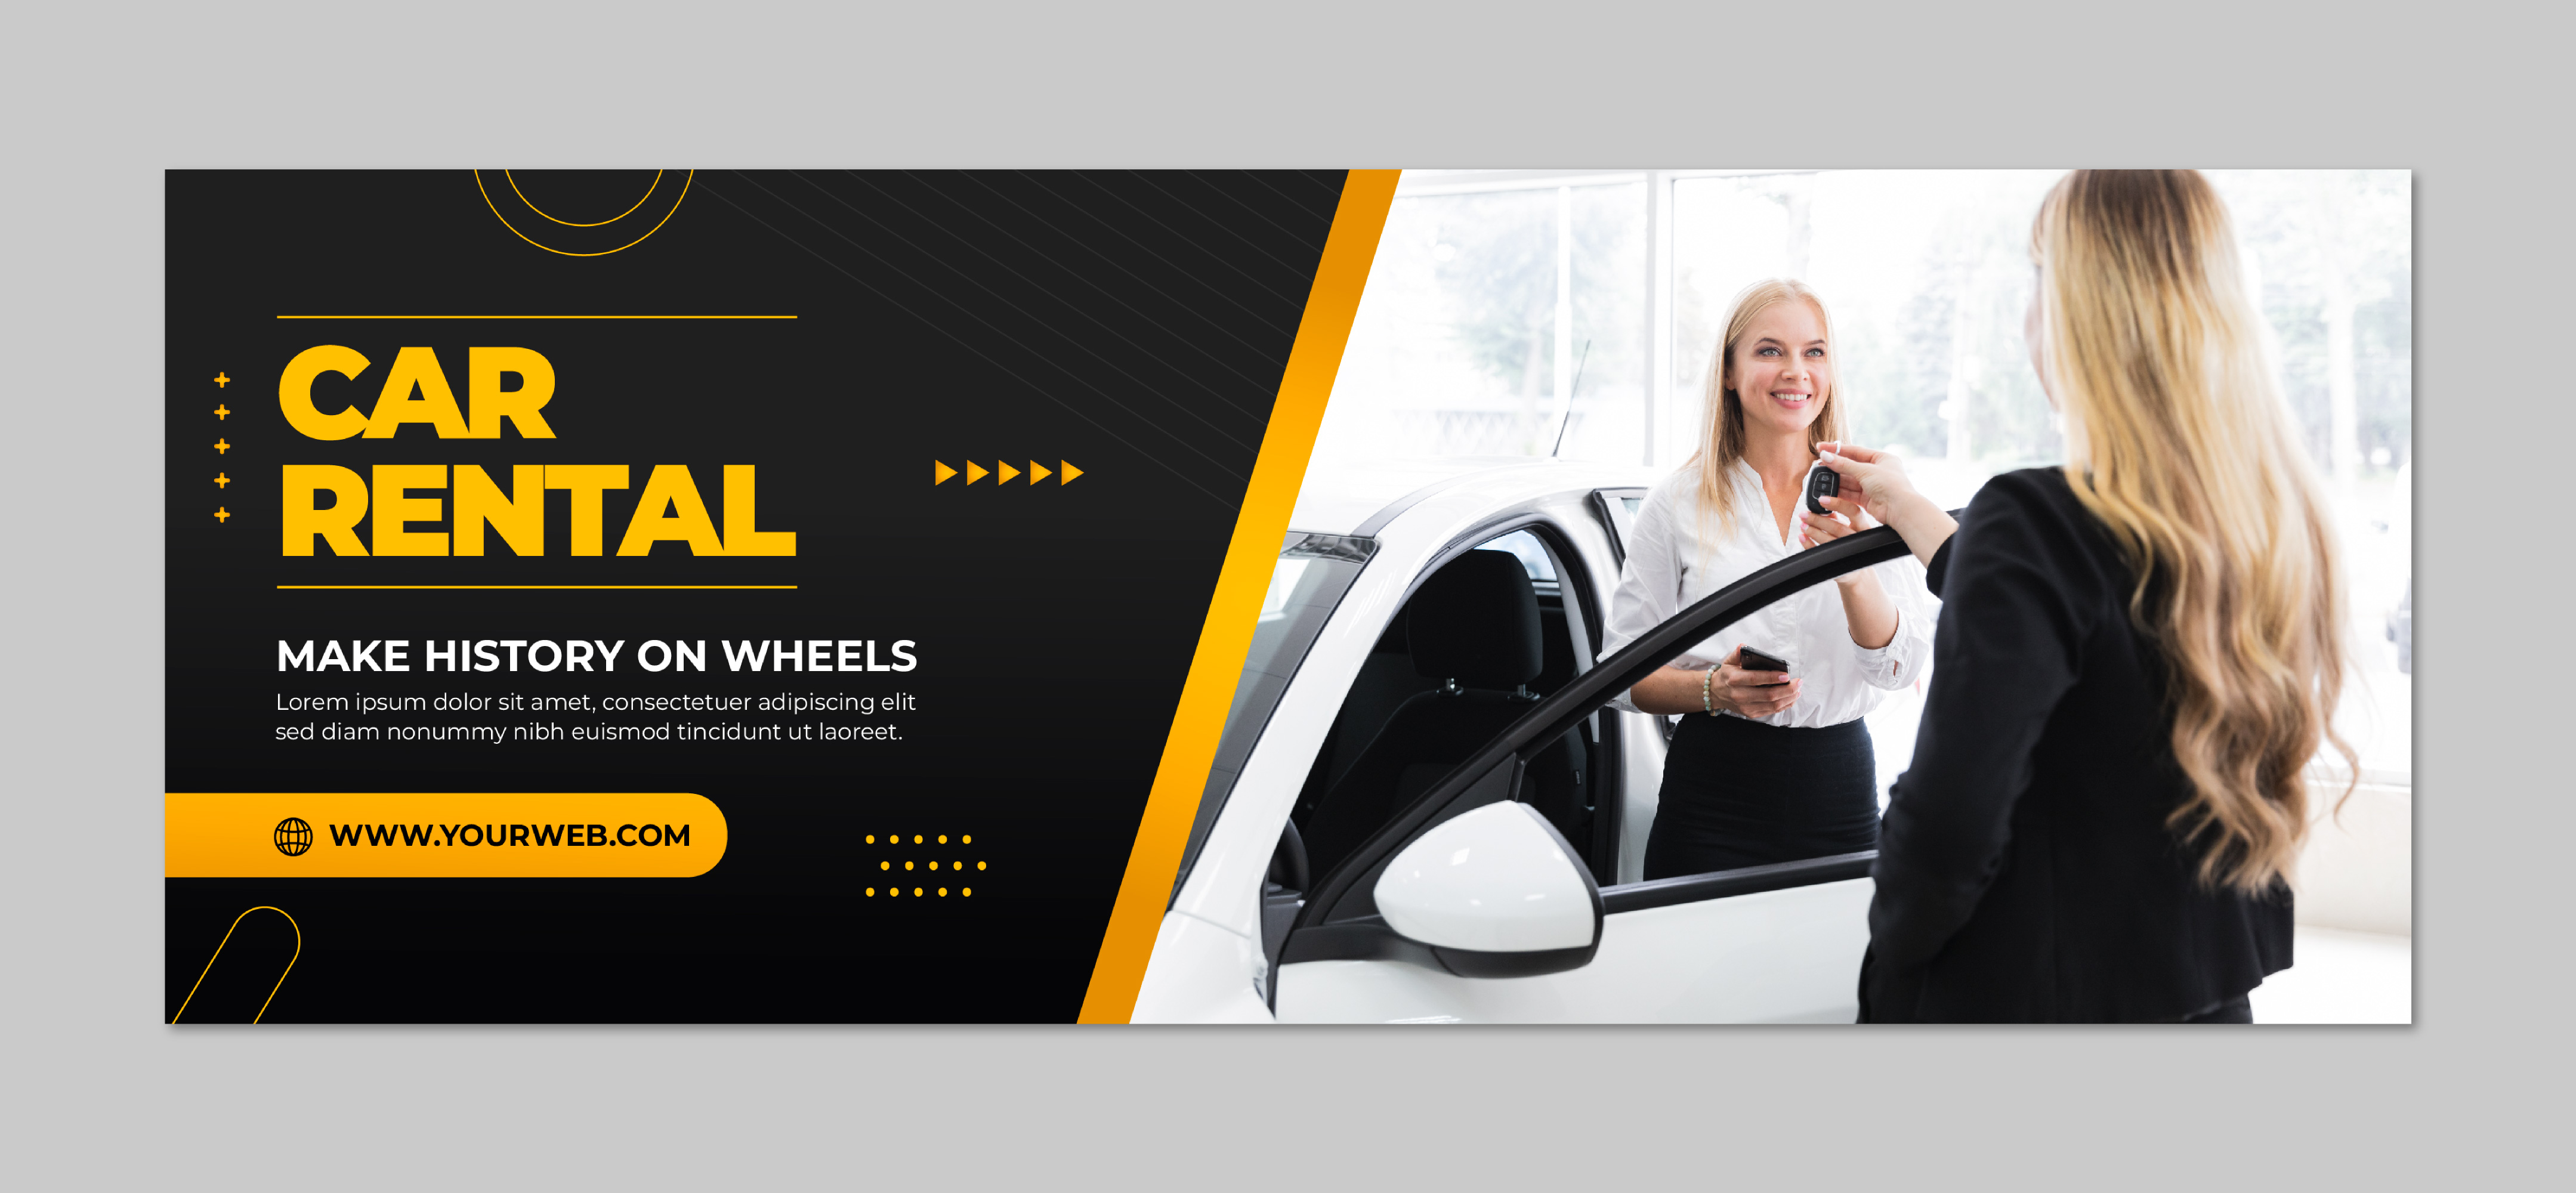 CAR
RENTAL
MAKE HISTORY ON WHEELS
Lorem ipsum dolor sit amet, consectetuer adipiscing elit
sed diam nonummy nibh euismod tincidunt ut laoreet.
WWW.YOURWEB.COM